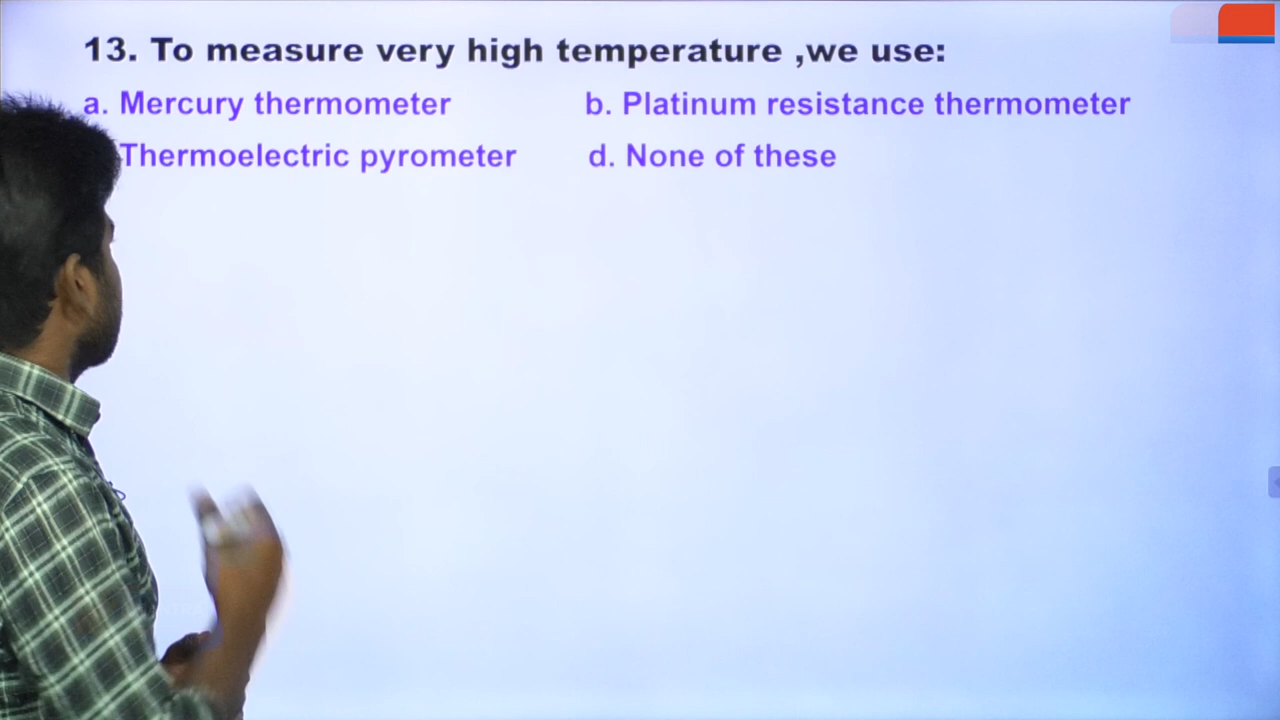 13. To measure very high temperature ,we use:
a. Mercury thermometer b. Platinum resistance thermometer
Thermoelectric pyrometer d. None of these